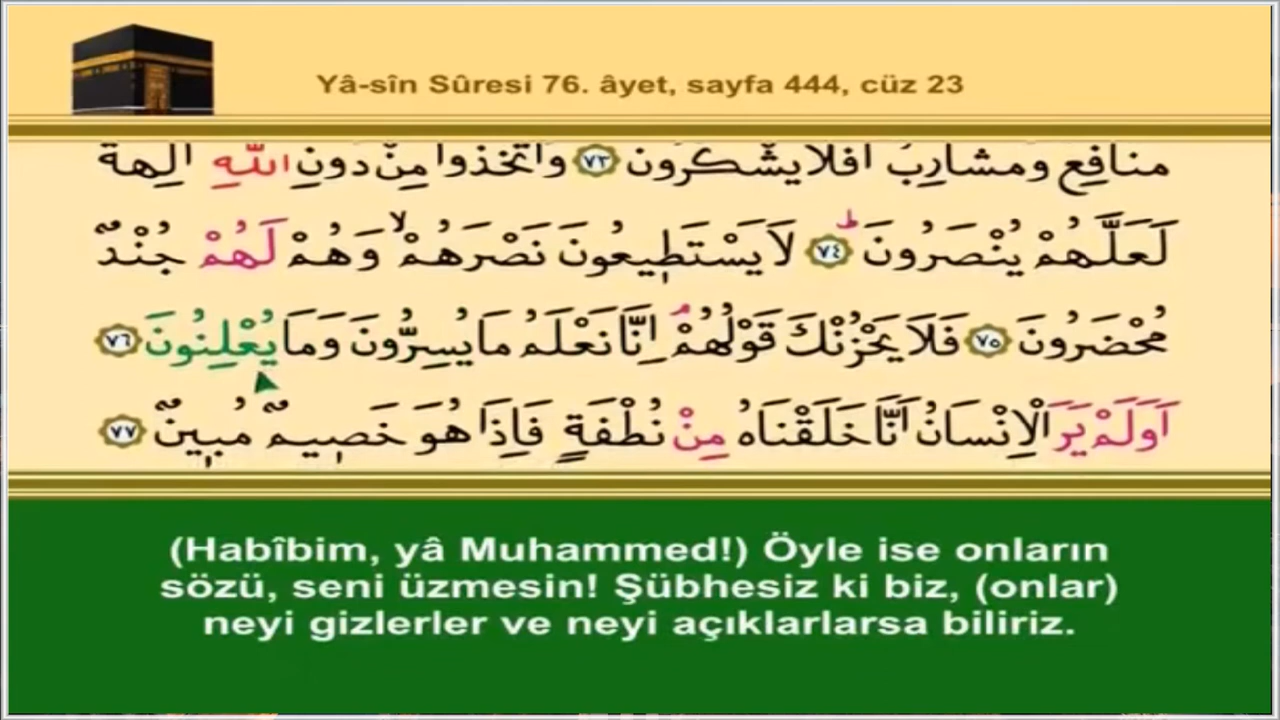 Yâ-sîn Sûresi 76. âyet, sayfa 444, cüz 23
مَنَافِعُ وَمَشَارِبُ اَفَلَا يَشْكُرُونَ ٧٣ وَاتَّخَذُوا مِنْ دُونِ اللّٰهِ اٰلِهَةً
لَعَلَّهُمْ يُنْصَرُونَۜ ٧٤ لَا يَسْتَطِيعُونَ نَصْرَهُمْۙ وَهُمْ لَهُمْ جُنْدٌ
مُحْضَرُونَ ٧٥ فَلَا يَحْزُنْكَ قَوْلُهُمْۢ اِنَّا نَعْلَمُ مَا يُسِرُّونَ وَمَا يُعْلِنُونَ ٧٦
اَوَلَمْ يَرَ الْاِنْسَانُ اَنَّا خَلَقْنَاهُ مِنْ نُطْفَةٍ فَاِذَا هُوَ خَصِيمٌ مُبِينٌ ٧٧
(Habîbim, yâ Muhammed!) Öyle ise onların
sözü, seni üzmesin! Şübhesiz ki biz, (onlar)
neyi gizlerler ve neyi açıklarlarsa biliriz.